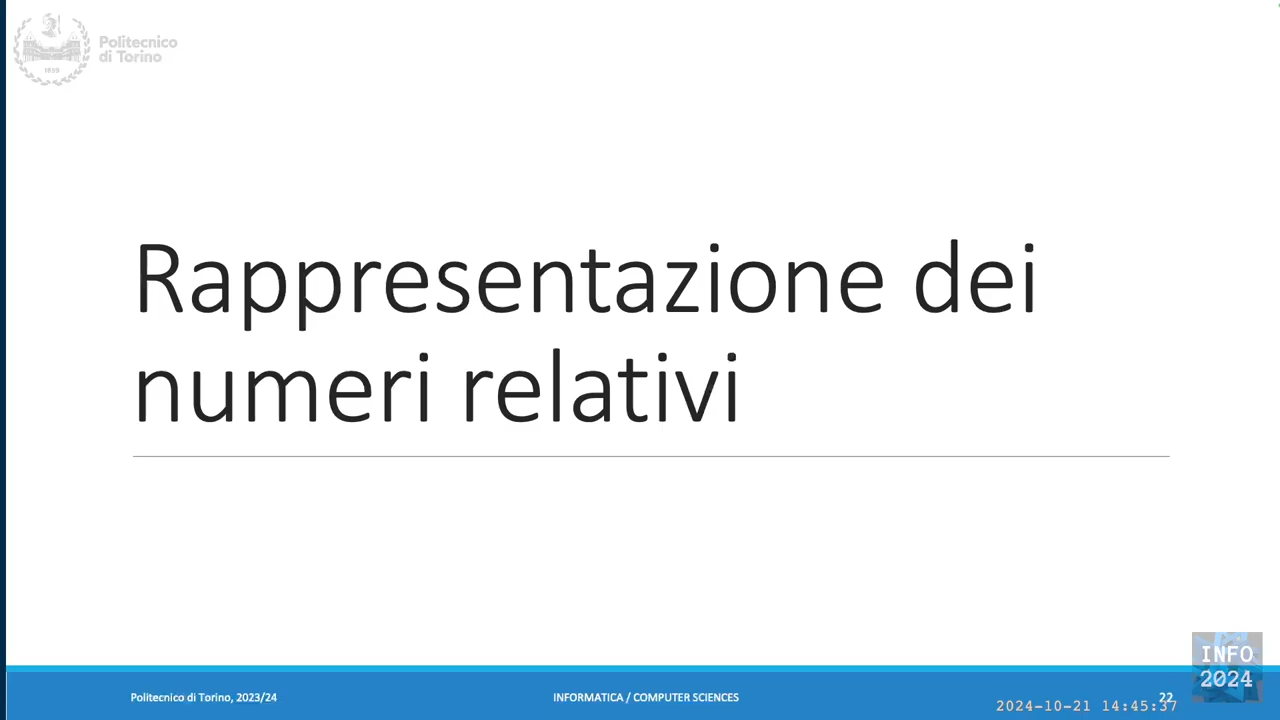 Politecnico
di Torino
1859
Rappresentazione dei
numeri relativi
INFO
2024
Politecnico di Torino, 2023/24
INFORMATICA / COMPUTER SCIENCES
22
2024-10-21 14:45:37